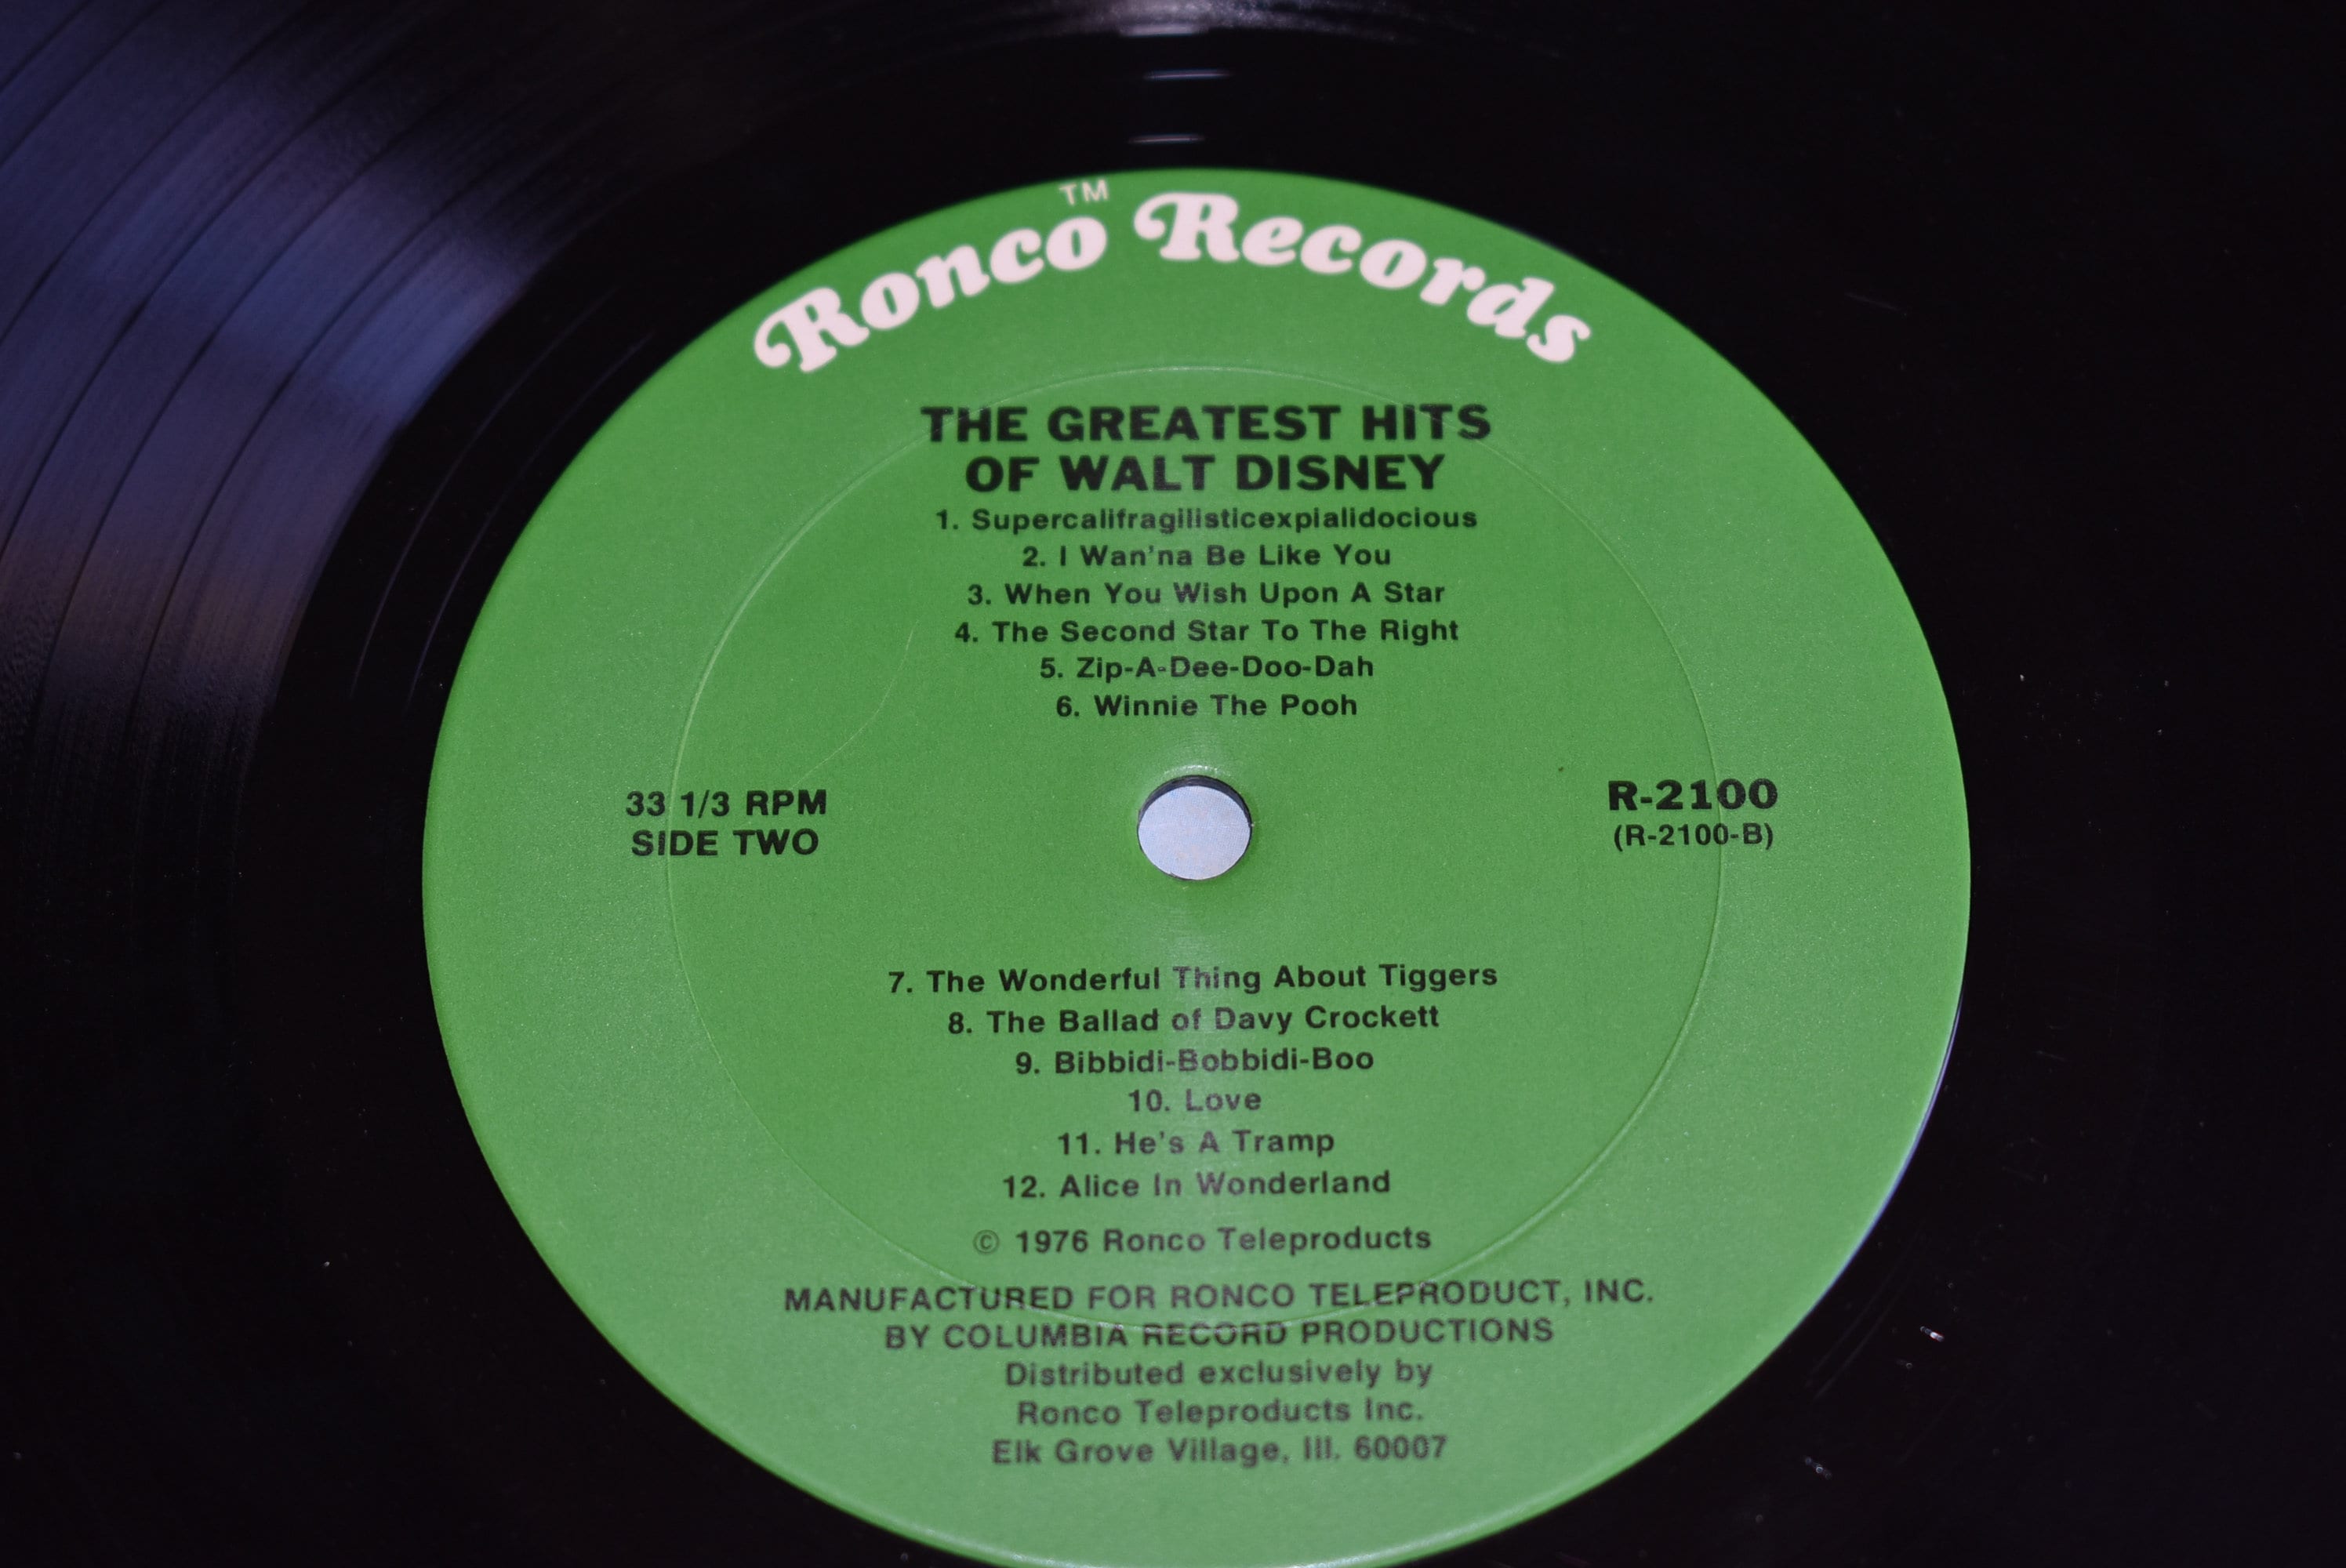 Ronco™ Records
THE GREATEST HITS
OF WALT DISNEY
1. Supercalifragilisticexpialidocious
2. I Wan'na Be Like You
3. When You Wish Upon A Star
4. The Second Star To The Right
5. Zip-A-Dee-Doo-Dah
6. Winnie The Pooh
33 1/3 RPM
SIDE TWO
R-2100
(R-2100-B)
7. The Wonderful Thing About Tiggers
8. The Ballad of Davy Crockett
9. Bibbidi-Bobbidi-Boo
10. Love
11. He's A Tramp
12. Alice In Wonderland
© 1976 Ronco Teleproducts
MANUFACTURED FOR RONCO TELEPRODUCT, INC.
BY COLUMBIA RECORD PRODUCTIONS
Distributed exclusively by
Ronco Teleproducts Inc.
Elk Grove Village, Ill. 60007